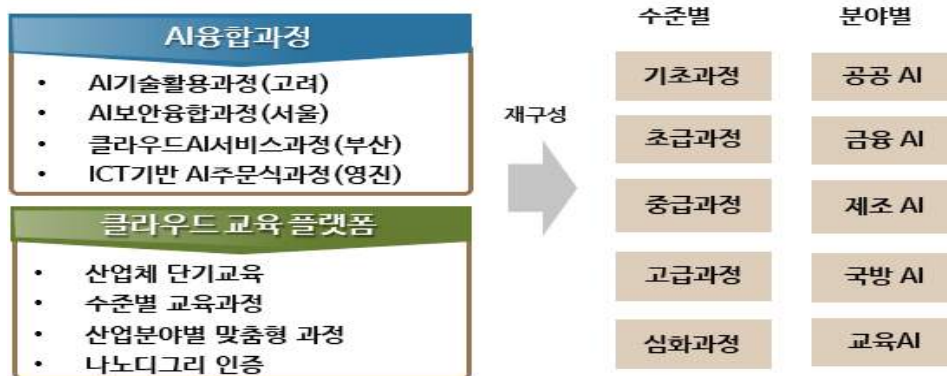 AI융합과정
• AI기술활용과정(고려)
• AI보안융합과정(서울)
• 클라우드AI서비스과정(부산)
• ICT기반 AI주문식과정(영진)
클라우드 교육 플랫폼
• 산업체 단기교육
• 수준별 교육과정
• 산업분야별 맞춤형 과정
• 나노디그리 인증
재구성
수준별
기초과정
초급과정
중급과정
고급과정
심화과정
분야별
공공 AI
금융 AI
제조 AI
국방 AI
교육AI